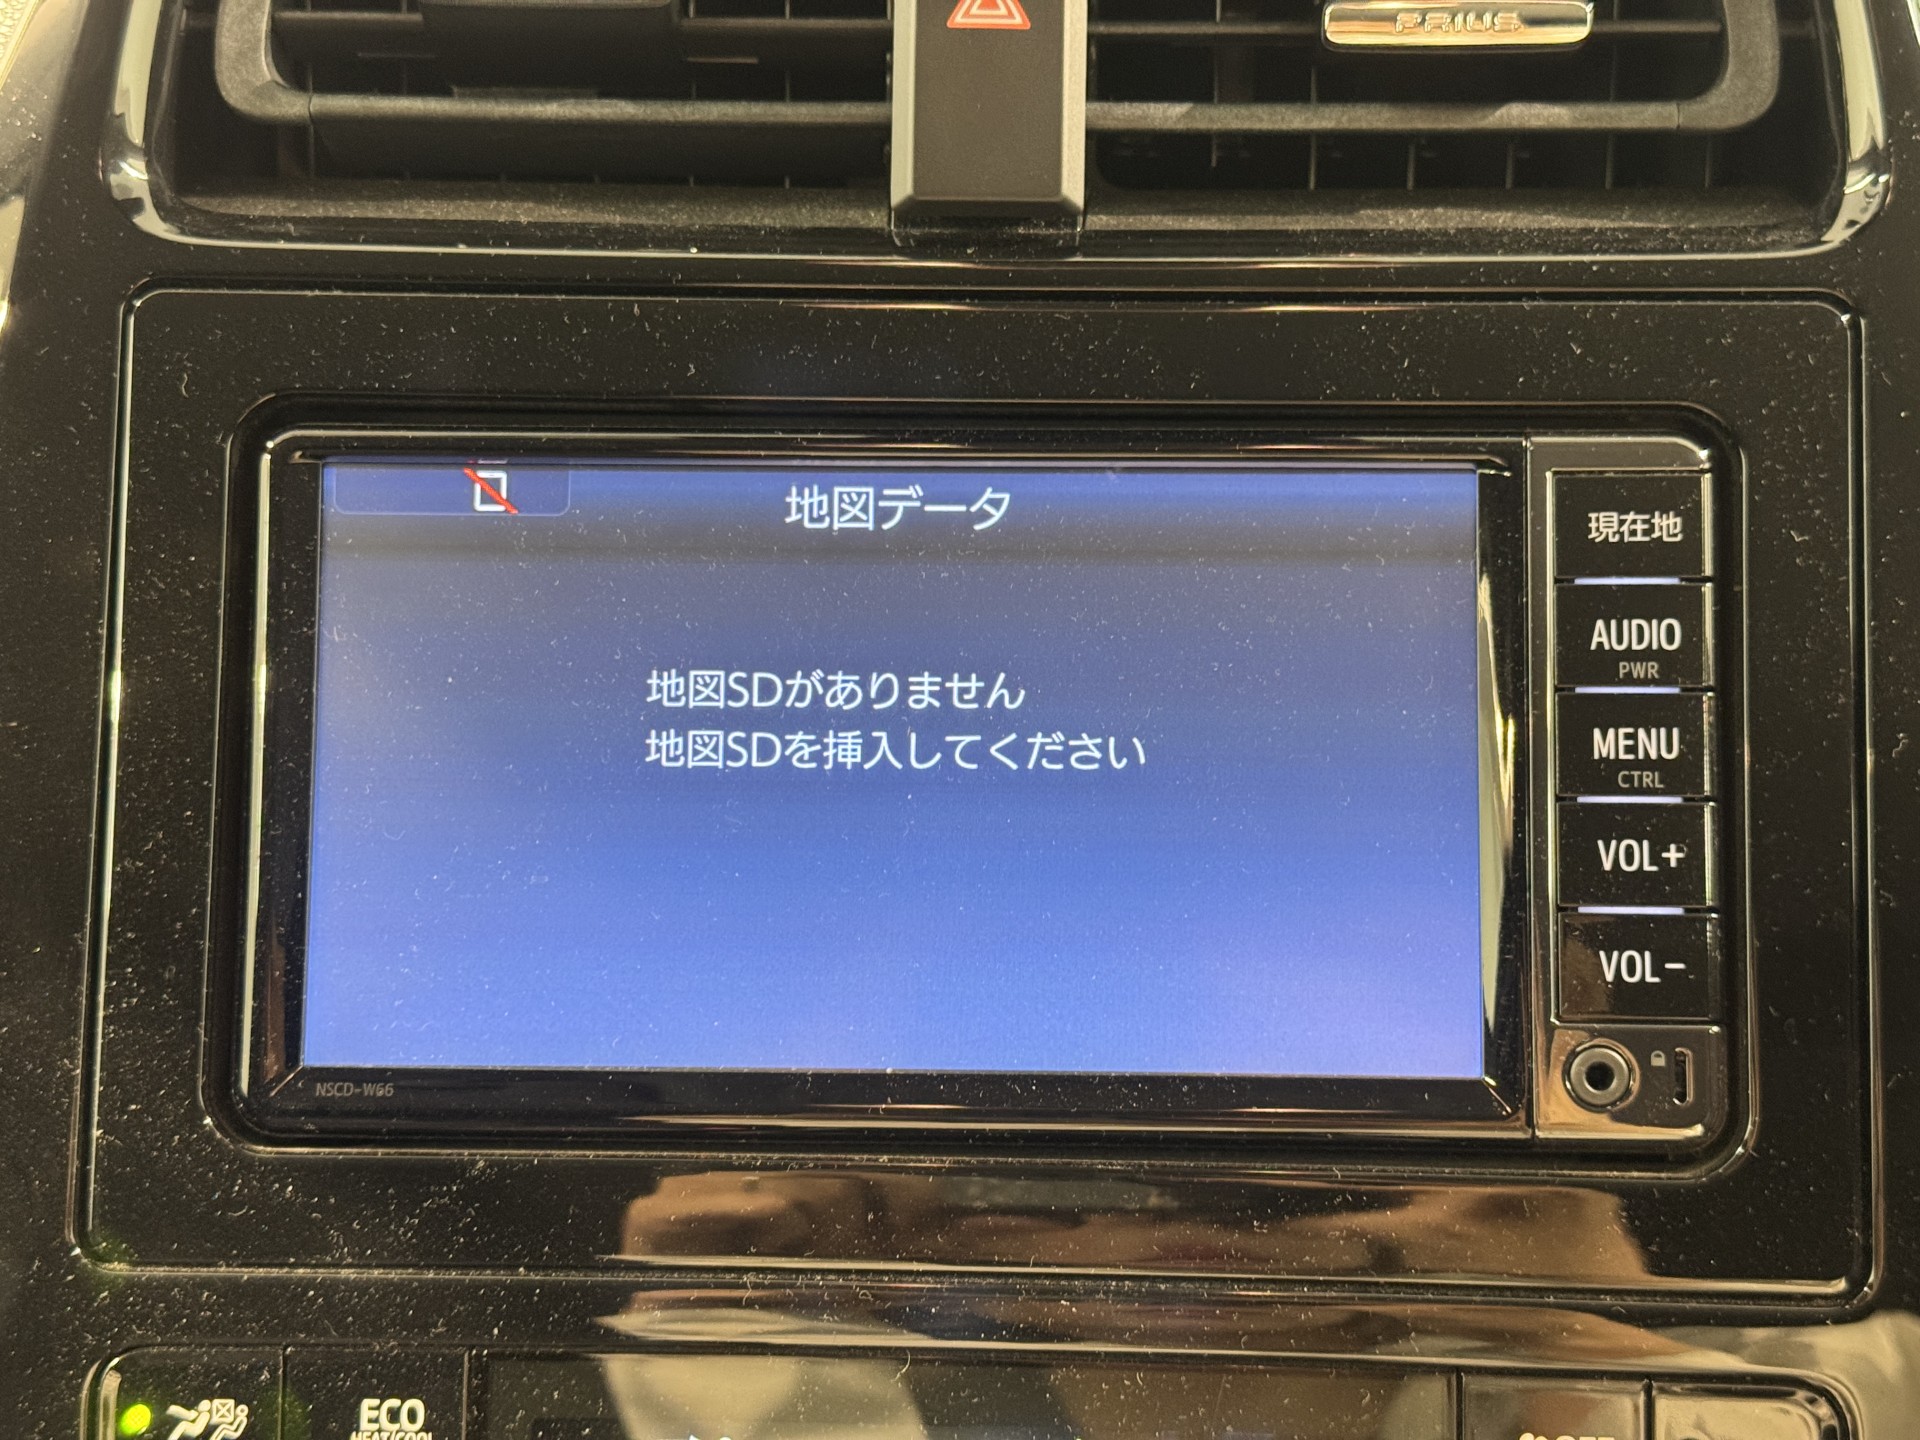 PRIUS
地図データ
地図SDがありません
地図SDを挿入してください
現在地
AUDIO
PWR
MENU
CTRL
VOL+
VOL-
NSCD-W66
ECO
HEAT/COOL